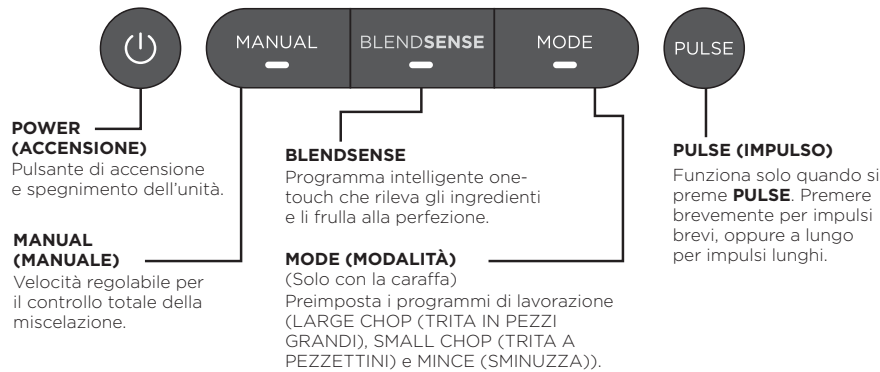 MANUAL
BLENDSENSE
MODE
PULSE
POWER
(ACCENSIONE)
Pulsante di accensione
e spegnimento dell'unità.
MANUAL
(MANUALE)
Velocità regolabile per
il controllo totale della
miscelazione.
BLENDSENSE
Programma intelligente one-
touch che rileva gli ingredienti
e li frulla alla perfezione.
MODE (MODALITÀ)
(Solo con la caraffa)
Preimposta i programmi di lavorazione
(LARGE CHOP (TRITA IN PEZZI
GRANDI), SMALL CHOP (TRITA A
PEZZETTINI) e MINCE (SMINUZZA)).
PULSE (IMPULSO)
Funziona solo quando si
preme PULSE. Premere
brevemente per impulsi
brevi, oppure a lungo
per impulsi lunghi.